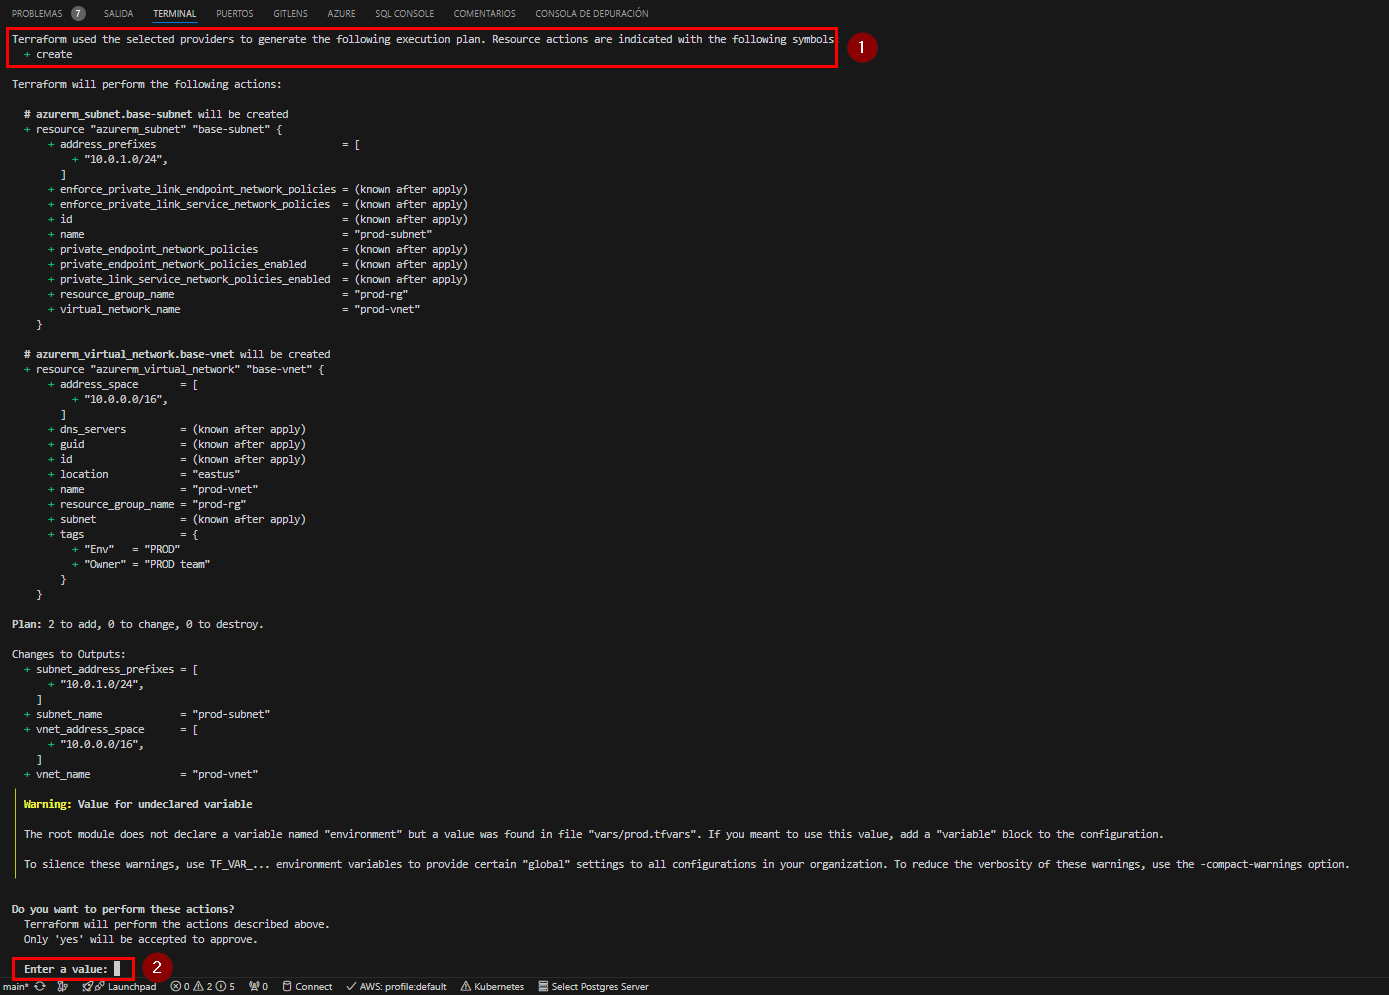 PROBLEMAS 7 SALIDA TERMINAL PUERTOS GITLENS AZURE SQL CONSOLE COMENTARIOS CONSOLA DE DEPURACIÓN
Terraform used the selected providers to generate the following execution plan. Resource actions are indicated with the following symbols
1
+ create
Terraform will perform the following actions:
# azurerm_subnet.base-subnet will be created
+ resource "azurerm_subnet" "base-subnet" {
+ address_prefixes = [
+ "10.0.1.0/24",
]
+ enforce_private_link_endpoint_network_policies = (known after apply)
+ enforce_private_link_service_network_policies = (known after apply)
+ id = (known after apply)
+ name = "prod-subnet"
+ private_endpoint_network_policies = (known after apply)
+ private_endpoint_network_policies_enabled = (known after apply)
+ private_link_service_network_policies_enabled = (known after apply)
+ resource_group_name = "prod-rg"
+ virtual_network_name = "prod-vnet"
}
# azurerm_virtual_network.base-vnet will be created
+ resource "azurerm_virtual_network" "base-vnet" {
+ address_space = [
+ "10.0.0.0/16",
]
+ dns_servers = (known after apply)
+ guid = (known after apply)
+ id = (known after apply)
+ location = "eastus"
+ name = "prod-vnet"
+ resource_group_name = "prod-rg"
+ subnet = (known after apply)
+ tags = {
+ "Env" = "PROD"
+ "Owner" = "PROD team"
}
}
Plan: 2 to add, 0 to change, 0 to destroy.
Changes to Outputs:
+ subnet_address_prefixes = [
+ "10.0.1.0/24",
]
+ subnet_name = "prod-subnet"
+ vnet_address_space = [
+ "10.0.0.0/16",
]
+ vnet_name = "prod-vnet"
Warning: Value for undeclared variable
The root module does not declare a variable named "environment" but a value was found in file "vars/prod.tfvars". If you meant to use this value, add a "variable" block to the configuration.
To silence these warnings, use TF_VAR_... environment variables to provide certain "global" settings to all configurations in your organization. To reduce the verbosity of these warnings, use the -compact-warnings option.
Do you want to perform these actions?
Terraform will perform the actions described above.
Only 'yes' will be accepted to approve.
Enter a value:
2
main* Launchpad 0 2 5 0 Connect AWS: profile:default Kubernetes Select Postgres Server